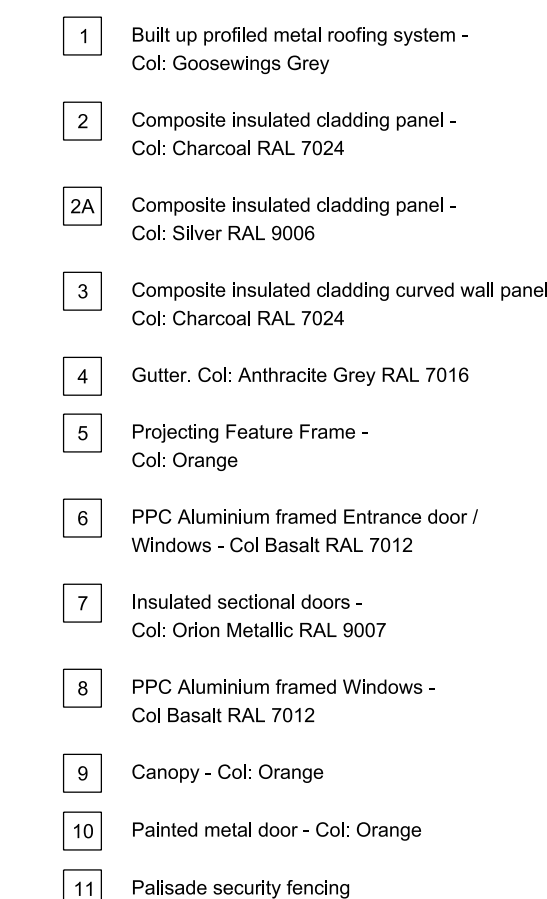 1 Built up profiled metal roofing system -
Col: Goosewings Grey
2 Composite insulated cladding panel -
Col: Charcoal RAL 7024
2A Composite insulated cladding panel -
Col: Silver RAL 9006
3 Composite insulated cladding curved wall panel
Col: Charcoal RAL 7024
4 Gutter. Col: Anthracite Grey RAL 7016
5 Projecting Feature Frame -
Col: Orange
6 PPC Aluminium framed Entrance door /
Windows - Col Basalt RAL 7012
7 Insulated sectional doors -
Col: Orion Metallic RAL 9007
8 PPC Aluminium framed Windows -
Col Basalt RAL 7012
9 Canopy - Col: Orange
10 Painted metal door - Col: Orange
11 Palisade security fencing